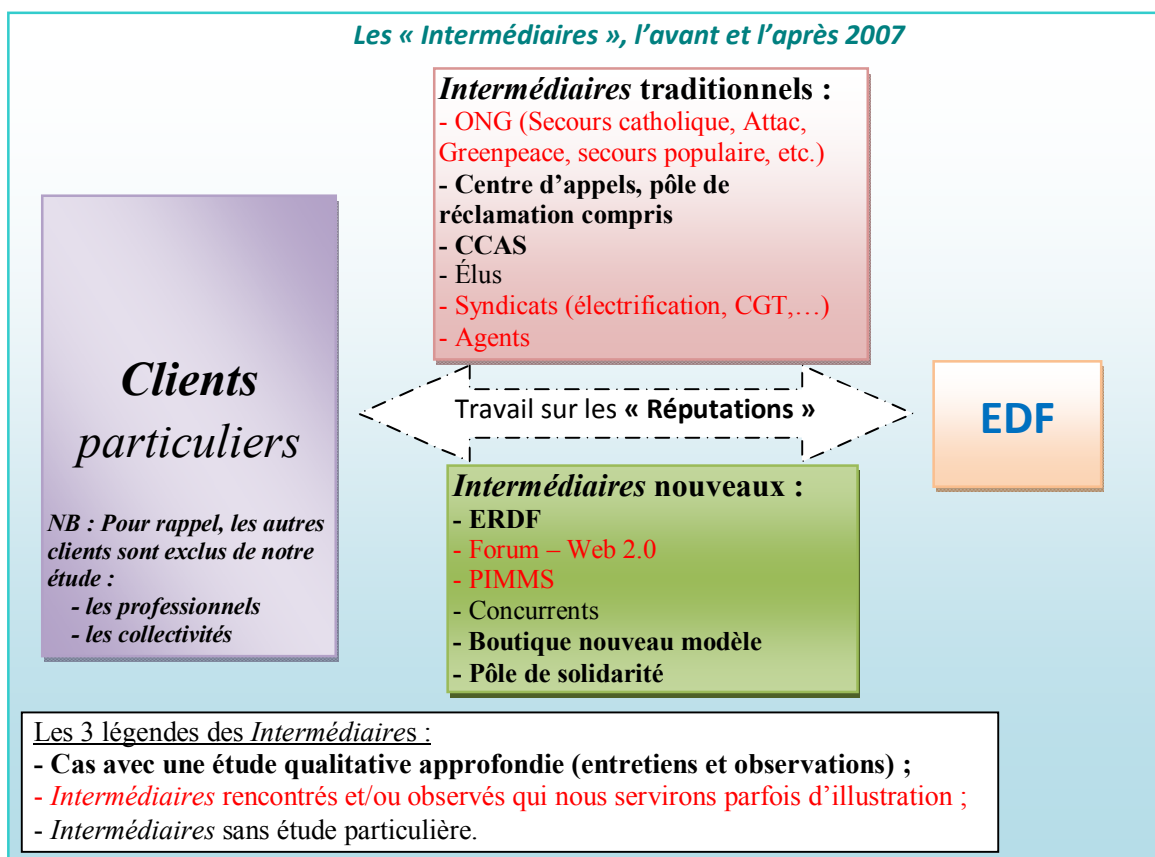 Les « Intermédiaires », l’avant et l’après 2007
Intermédiaires traditionnels :
- ONG (Secours catholique, Attac,
Greenpeace, secours populaire, etc.)
- Centre d’appels, pôle de
réclamation compris
- CCAS
- Élus
- Syndicats (électrification, CGT,…)
- Agents
Clients
particuliers
NB : Pour rappel, les autres
clients sont exclus de notre
étude :
- les professionnels
- les collectivités
Travail sur les « Réputations »
EDF
Intermédiaires nouveaux :
- ERDF
- Forum – Web 2.0
- PIMMS
- Concurrents
- Boutique nouveau modèle
- Pôle de solidarité
Les 3 légendes des Intermédiaires :
- Cas avec une étude qualitative approfondie (entretiens et observations) ;
- Intermédiaires rencontrés et/ou observés qui nous servirons parfois d’illustration ;
- Intermédiaires sans étude particulière.